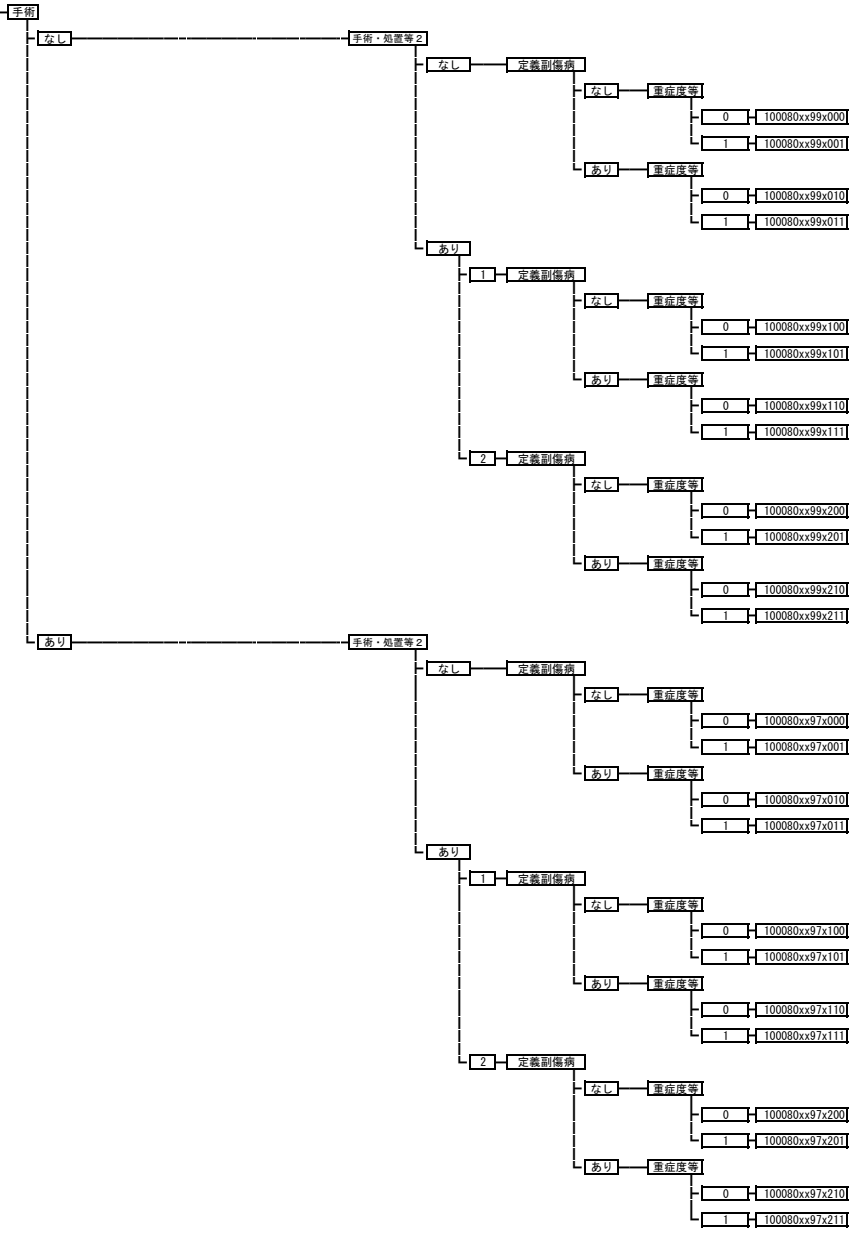 手術
なし 手術・処置等2
なし 定義副傷病
なし 重症度等
0 100080xx99x000
1 100080xx99x001
あり 重症度等
0 100080xx99x010
1 100080xx99x011
あり
1 定義副傷病
なし 重症度等
0 100080xx99x100
1 100080xx99x101
あり 重症度等
0 100080xx99x110
1 100080xx99x111
2 定義副傷病
なし 重症度等
0 100080xx99x200
1 100080xx99x201
あり 重症度等
0 100080xx99x210
1 100080xx99x211
あり 手術・処置等2
なし 定義副傷病
なし 重症度等
0 100080xx97x000
1 100080xx97x001
あり 重症度等
0 100080xx97x010
1 100080xx97x011
あり
1 定義副傷病
なし 重症度等
0 100080xx97x100
1 100080xx97x101
あり 重症度等
0 100080xx97x110
1 100080xx97x111
2 定義副傷病
なし 重症度等
0 100080xx97x200
1 100080xx97x201
あり 重症度等
0 100080xx97x210
1 100080xx97x211